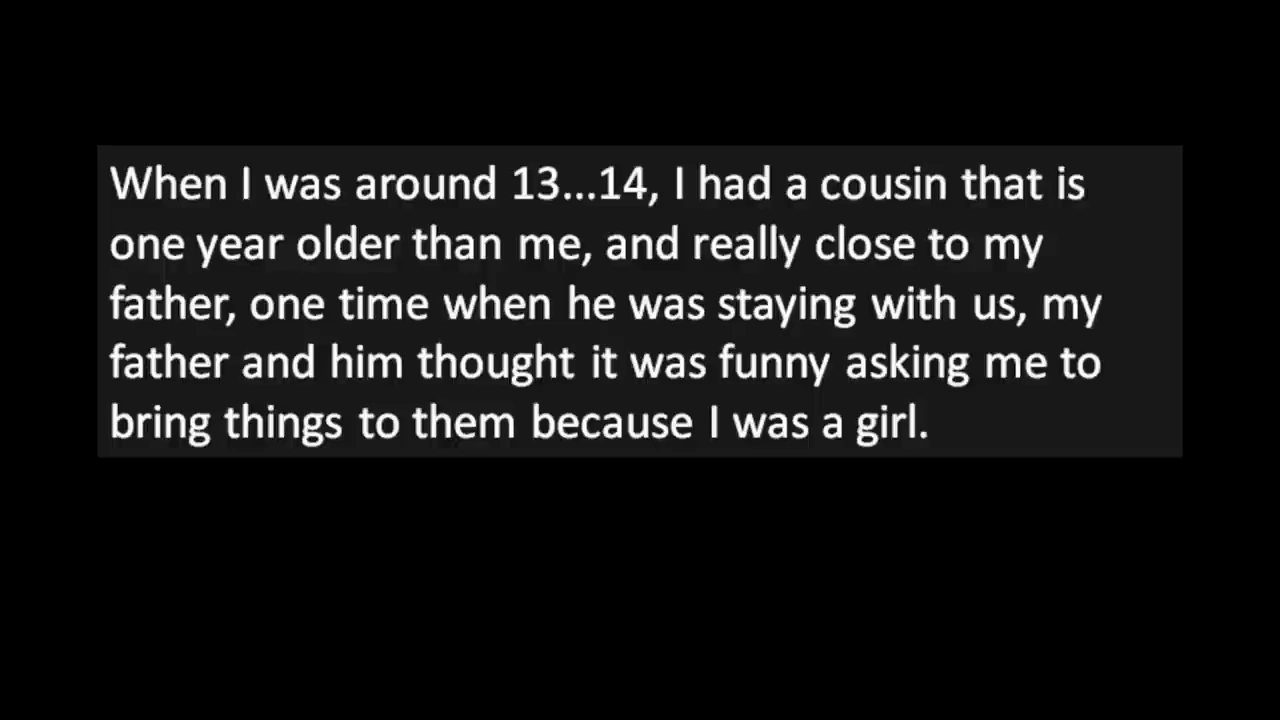 When I was around 13...14, I had a cousin that is
one year older than me, and really close to my
father, one time when he was staying with us, my
father and him thought it was funny asking me to
bring things to them because I was a girl.